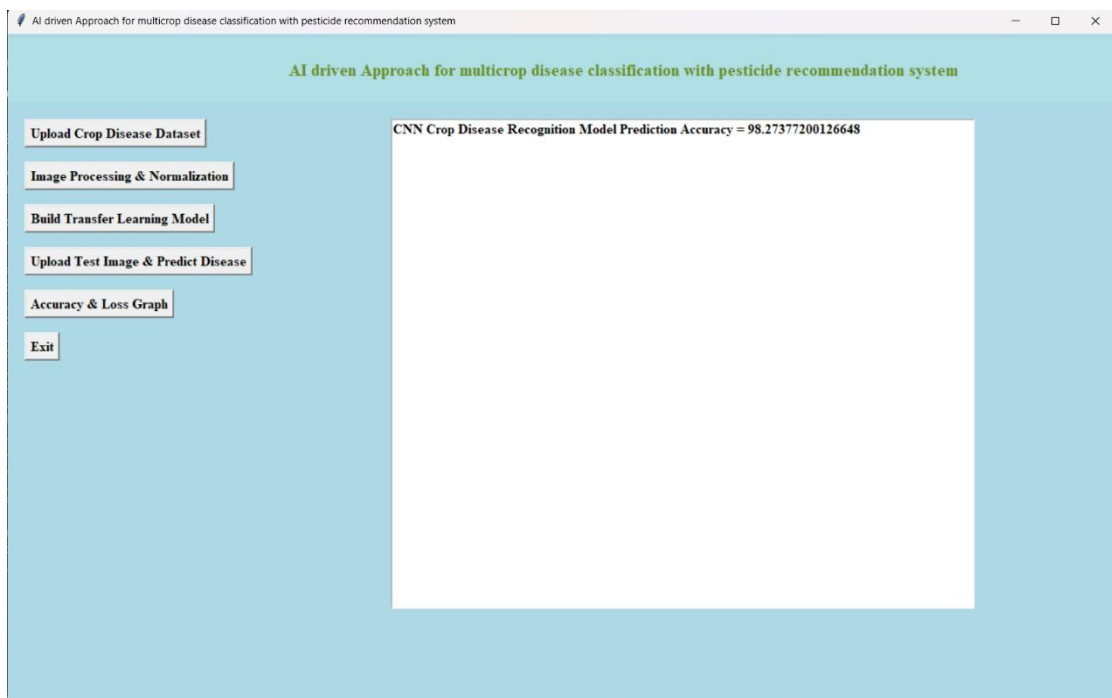 AI driven Approach for multicrop disease classification with pesticide recommendation system
AI driven Approach for multicrop disease classification with pesticide recommendation system
Upload Crop Disease Dataset
CNN Crop Disease Recognition Model Prediction Accuracy = 98.27377200126648
Image Processing & Normalization
Build Transfer Learning Model
Upload Test Image & Predict Disease
Accuracy & Loss Graph
Exit